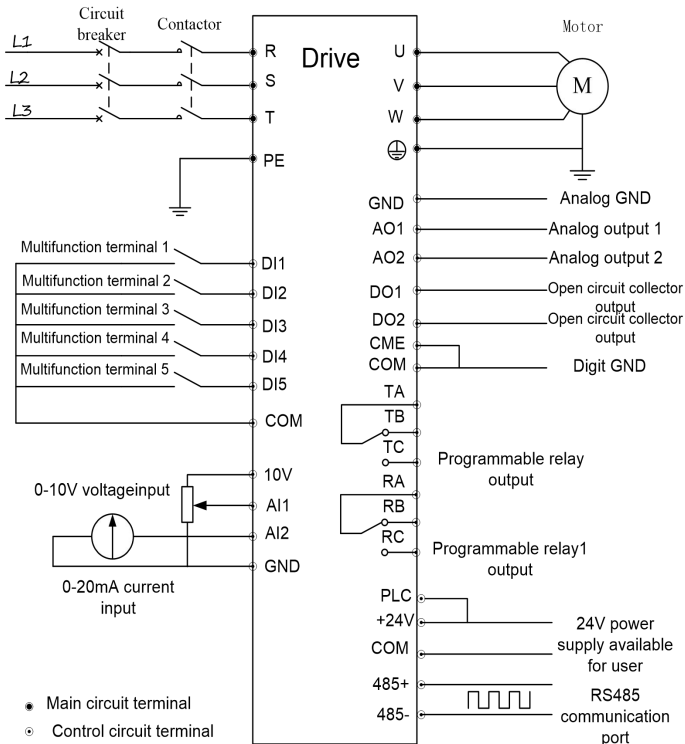 Circuit
breaker
Contactor
L1
L2
L3
R
S
T
PE
Drive
U
V
W
Motor
M
Multifunction terminal 1
Multifunction terminal 2
Multifunction terminal 3
Multifunction terminal 4
Multifunction terminal 5
DI1
DI2
DI3
DI4
DI5
COM
10V
AI1
AI2
GND
0-10V voltageinput
0-20mA current
input
GND
AO1
AO2
DO1
DO2
CME
COM
TA
TB
TC
RA
RB
RC
PLC
+24V
COM
485+
485-
Analog GND
Analog output 1
Analog output 2
Open circuit collector
output
Open circuit collector
output
Digit GND
Programmable relay
output
Programmable relay1
output
24V power
supply available
for user
RS485
communication
port
Main circuit terminal
Control circuit terminal